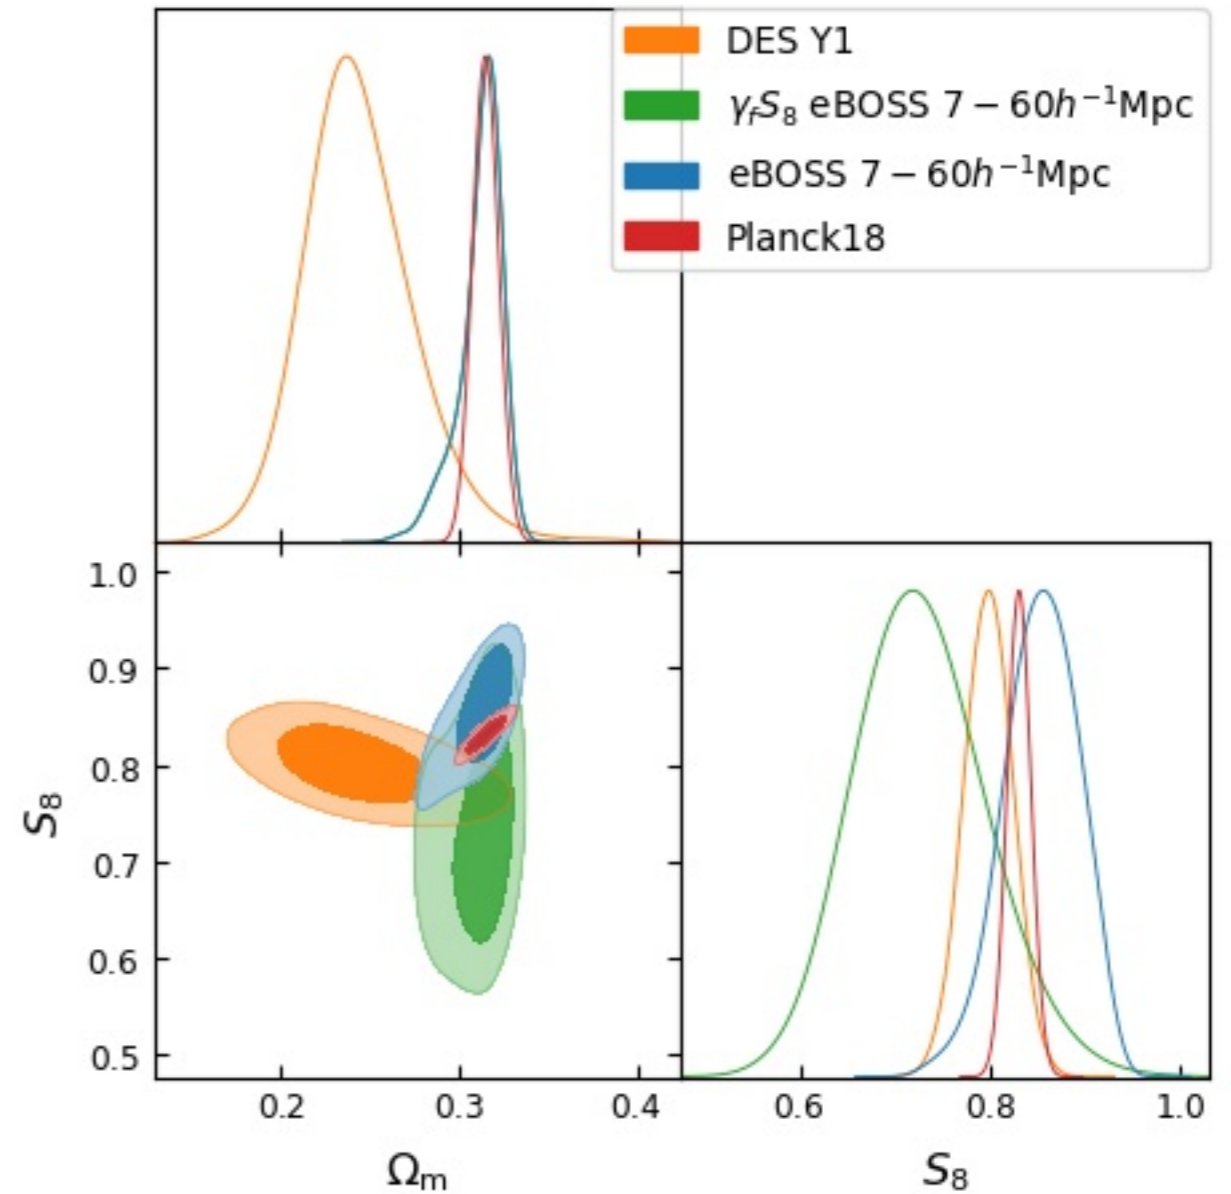 DES Y1
γfS8 eBOSS 7 − 60h−1Mpc
eBOSS 7 − 60h−1Mpc
Planck18
1.0
0.9
0.8
0.7
0.6
0.5
S8
0.2 0.3 0.4 0.6 0.8 1.0
Ωm S8